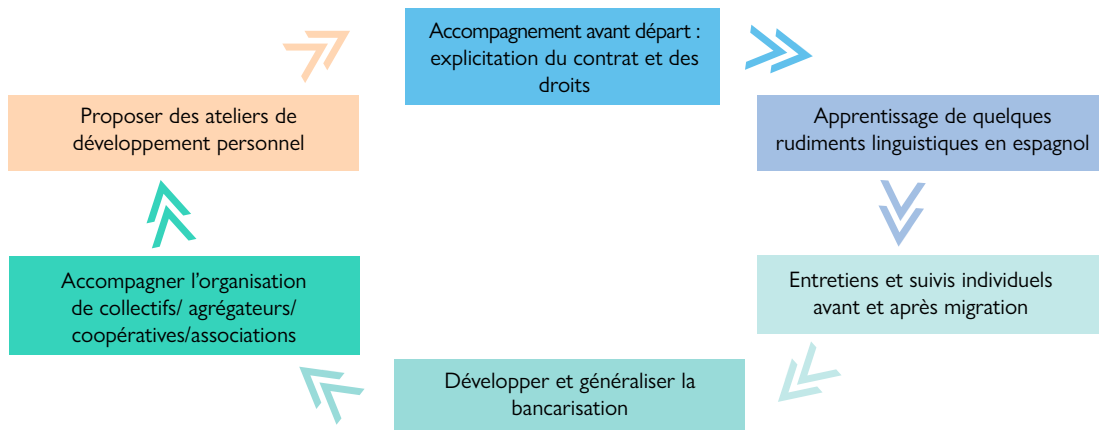 Accompagnement avant départ :
explicitation du contrat et des
droits
Apprentissage de quelques
rudiments linguistiques en espagnol
Entretiens et suivis individuels
avant et après migration
Développer et généraliser la
bancarisation
Accompagner l’organisation
de collectifs/ agrégateurs/
coopératives/associations
Proposer des ateliers de
développement personnel